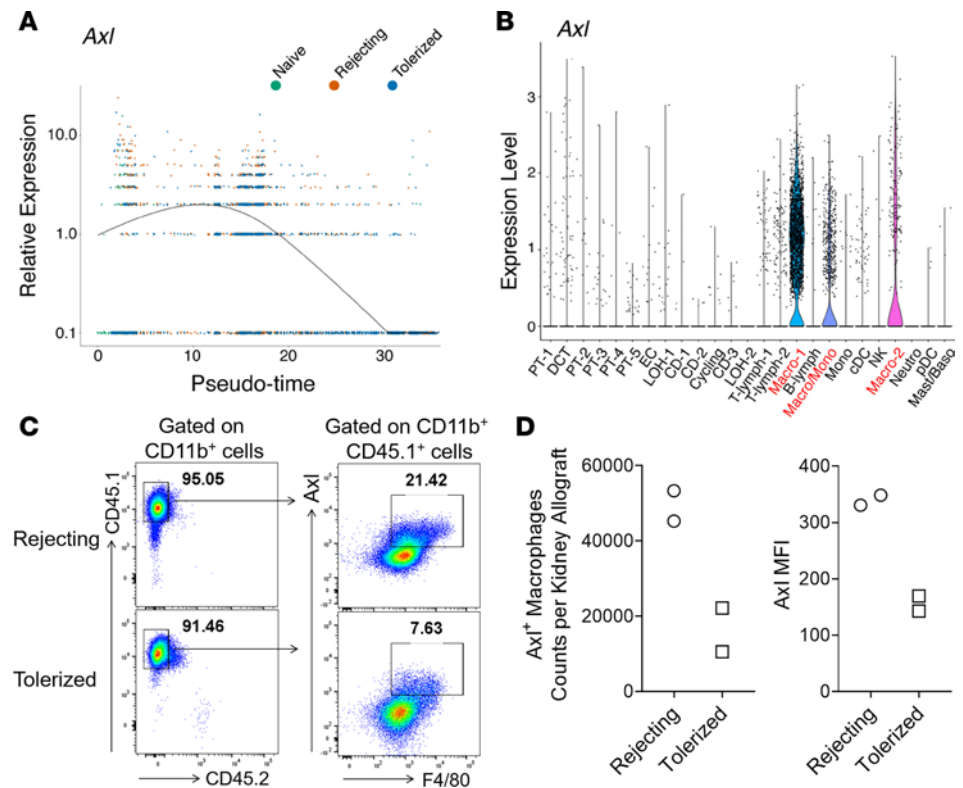 A
Axl
Naive
Rejecting
Tolerized
Relative Expression
10.0
1.0
0.1
0
10
20
30
Pseudo-time
B
Axl
Expression Level
3
2
1
0
PT-1
DCT
PT-2
PT-3
PT-4
PT-5
EC
LOH-1
CD-1
CD-2
Cycling
CD-3
LOH-2
T-lymph-1
T-lymph-2
Macro-1
B-lymph
Macro/Mono
Mono
cDC
NK
Macro-2
Neutro
pDC
Mast/Baso
C
Gated on
CD11b⁺ cells
Gated on CD11b⁺
CD45.1⁺ cells
Rejecting
Tolerized
CD45.1
95.05
91.46
CD45.2
Axl
21.42
7.63
F4/80
D
Axl⁺ Macrophages
Counts per Kidney Allograft
60000
40000
20000
0
Rejecting
Tolerized
Axl MFI
400
300
200
100
0
Rejecting
Tolerized